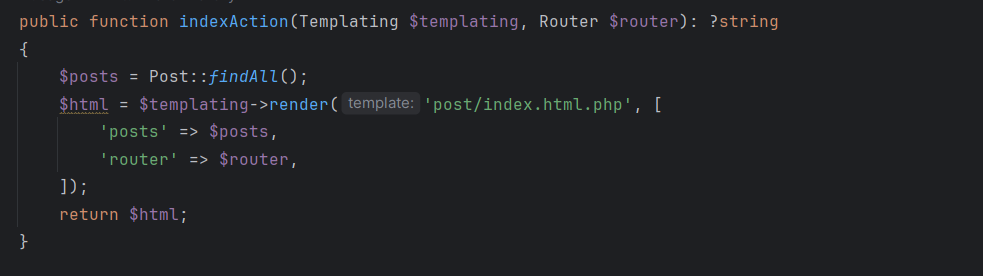 public function indexAction(Templating $templating, Router $router): ?string
{
    $posts = Post::findAll();
    $html = $templating->render( template: 'post/index.html.php', [
        'posts' => $posts,
        'router' => $router,
    ]);
    return $html;
}